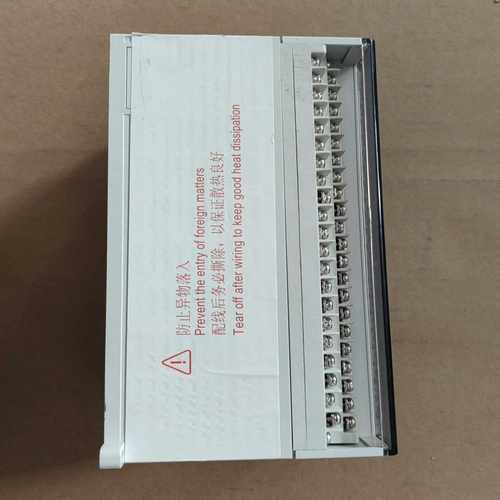 防止异物落入
Prevent the entry of foreign matters
配线后务必撕除，以保证散热良好
Tear off after wiring to keep good heat dissipation